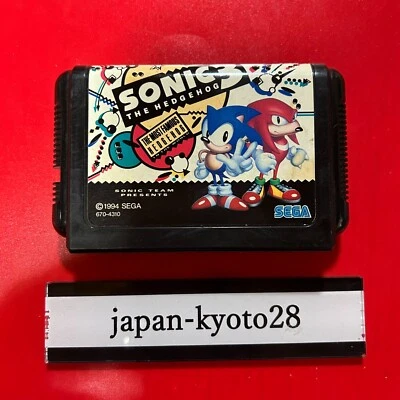 SONIC 3
THE HEDGEHOG
THE MOST FAMOUS
HEDGEHOG
SONIC TEAM
PRESENTS
©1994 SEGA
670-4310
SEGA
japan-kyoto28